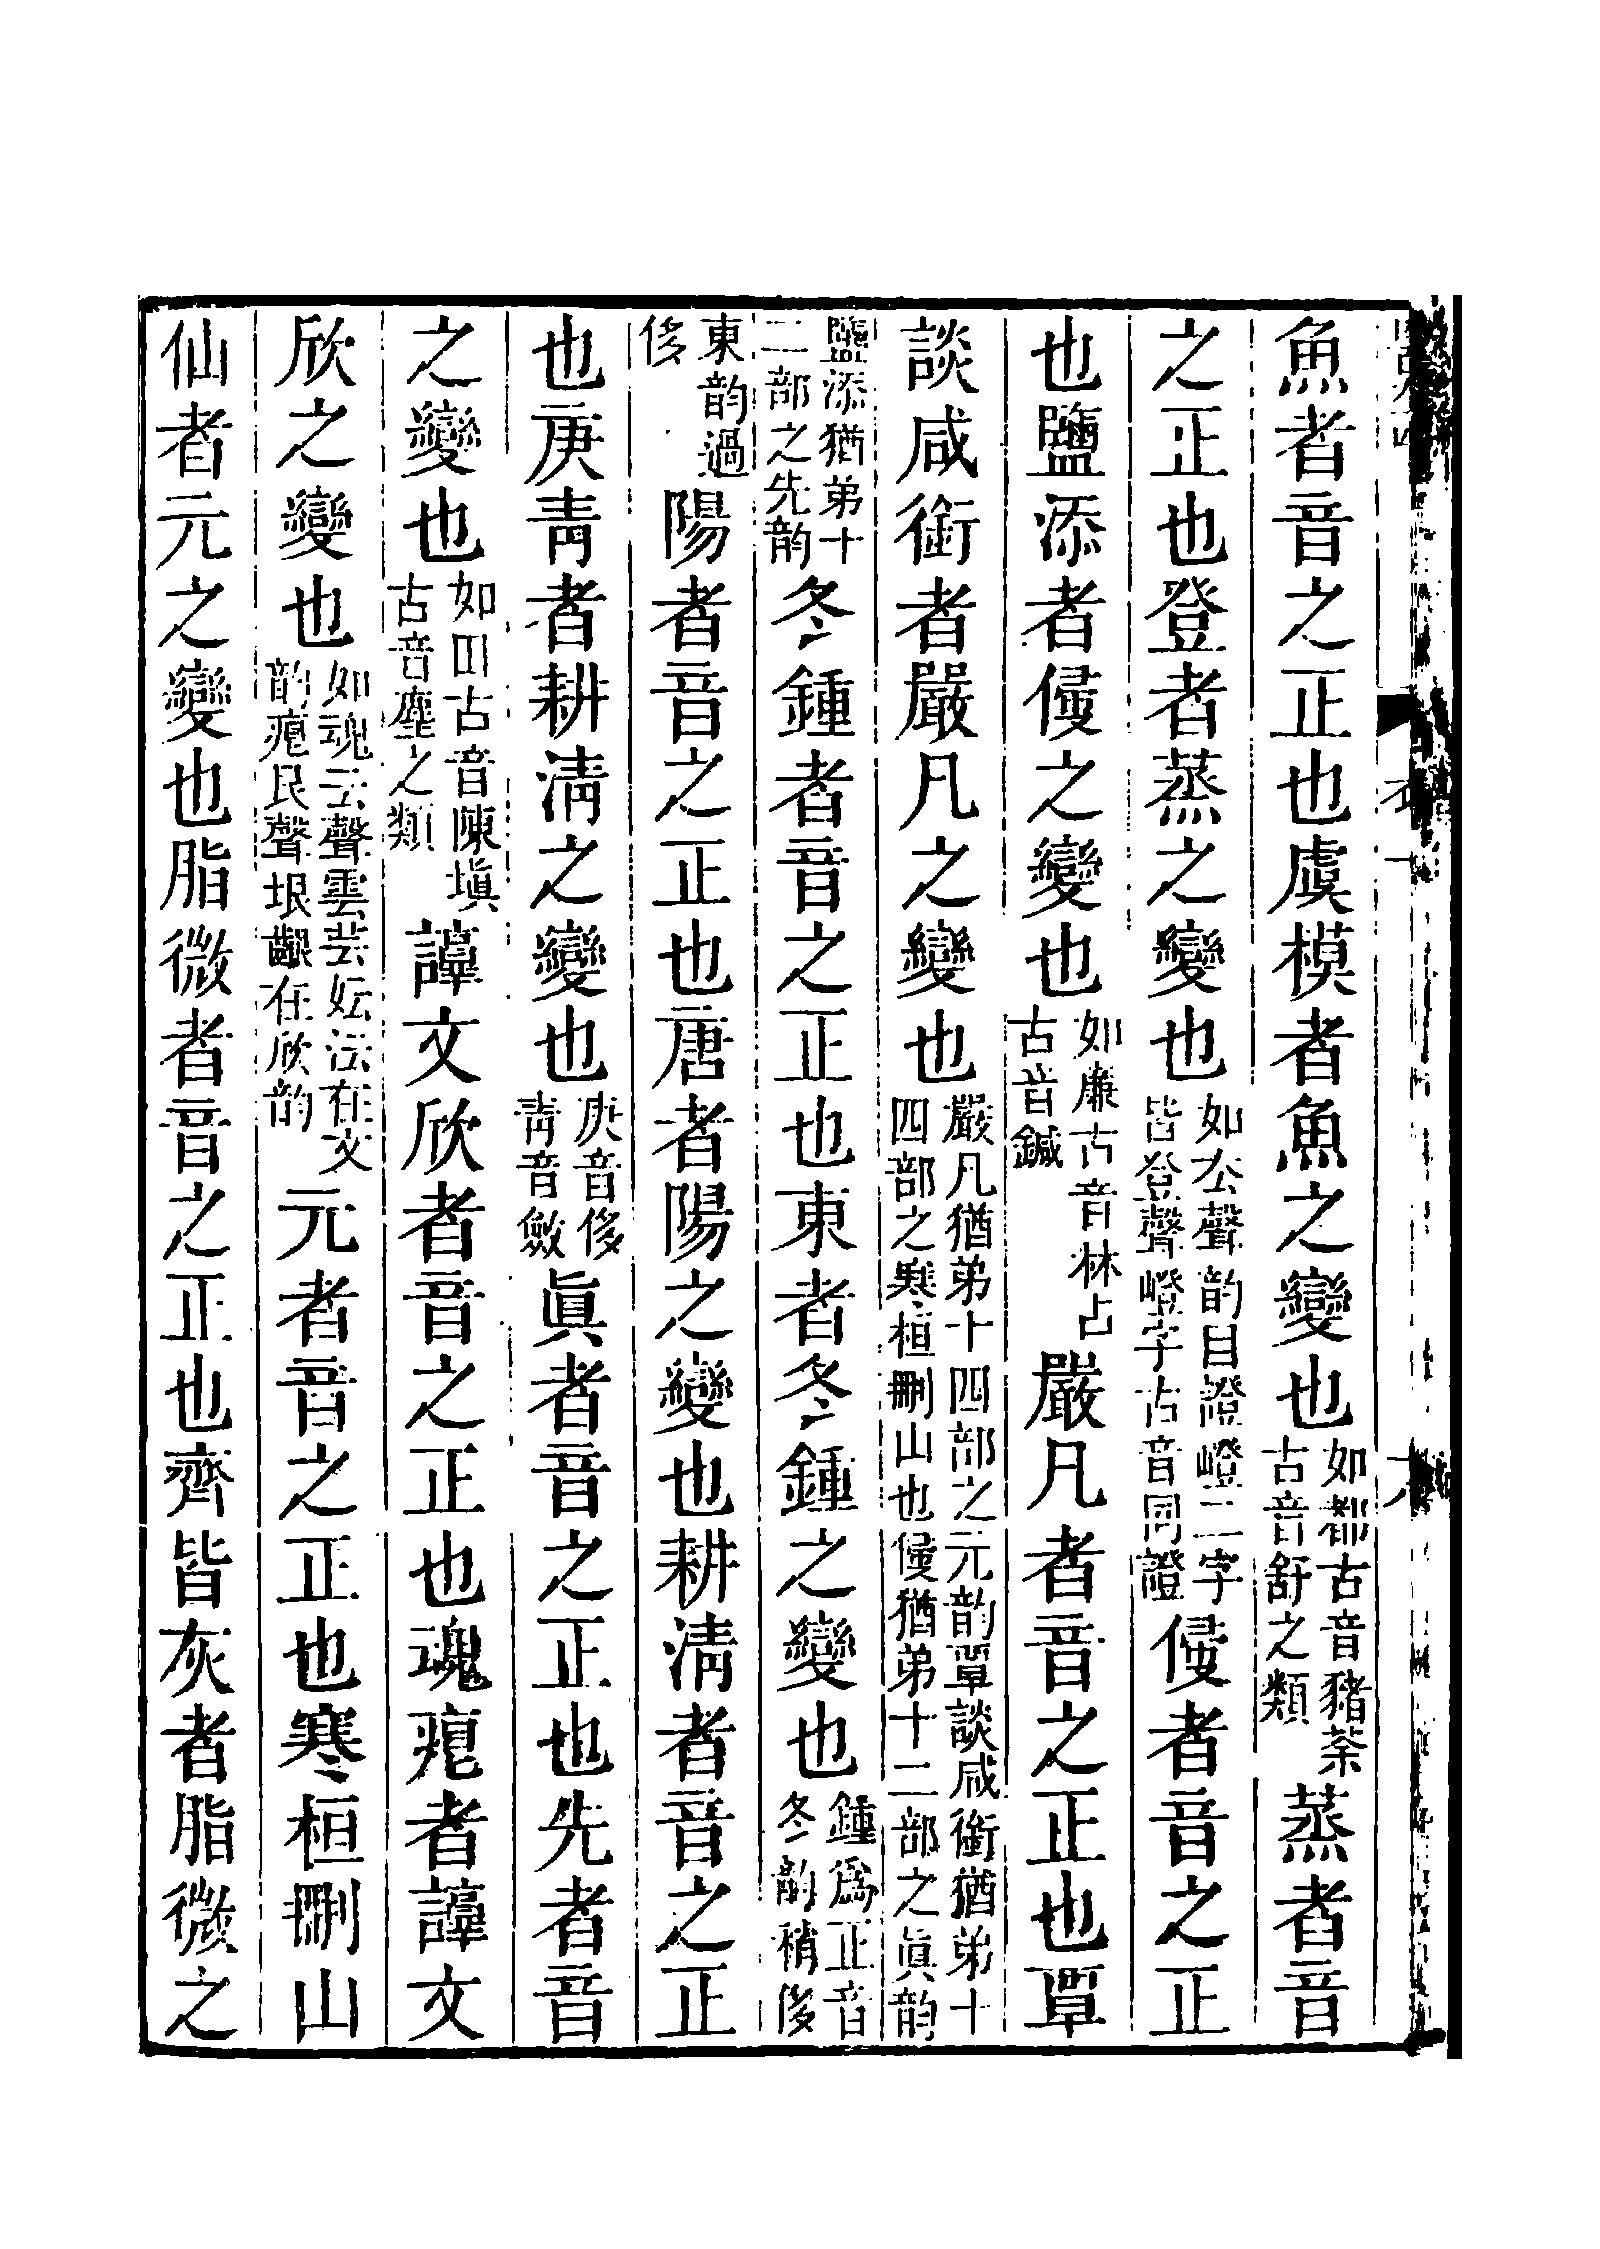 魚者音之正也虞模者魚之變也如都古音豬荼古音舒之類蒸者音
之正也登者蒸之變也如厷聲韵目證嶝二字皆登聲嶝字古音同證侵者音之正
也鹽添者侵之變也如廉古音林占古音鍼嚴凡者音之正也覃
談咸銜者嚴凡之變也嚴凡猶弟十四部之元韵覃談咸銜猶弟十四部之寒桓刪山也侵猶弟十二部之眞韵
鹽添猶弟十二部之先韵冬鍾者音之正也東者冬鍾之變也鍾爲正音冬韵稍侈
東韵過侈陽者音之正也唐者陽之變也耕淸者音之正
也庚靑者耕淸之變也庚音侈靑音斂眞者音之正也先者音
之變也如田古音陳塡古音塵之類諄文欣者音之正也魂痕者諄文
欣之變也如魂云聲雲芸妘沄在文韵痕艮聲垠齦在欣韵元者音之正也寒桓刪山
仙者元之變也脂微者音之正也齊皆灰者脂微之